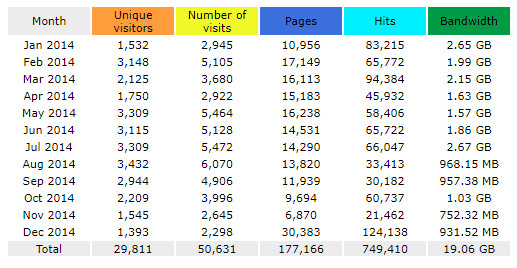 Month Unique visitors Number of visits Pages Hits Bandwidth
Jan 2014 1,532 2,945 10,956 83,215 2.65 GB
Feb 2014 3,148 5,105 17,149 65,772 1.99 GB
Mar 2014 2,125 3,680 16,113 94,384 2.15 GB
Apr 2014 1,750 2,922 15,183 45,932 1.63 GB
May 2014 3,309 5,464 16,238 58,406 1.57 GB
Jun 2014 3,115 5,128 14,531 65,722 1.86 GB
Jul 2014 3,309 5,472 14,290 66,047 2.67 GB
Aug 2014 3,432 6,070 13,820 33,413 968.15 MB
Sep 2014 2,944 4,906 11,939 30,182 957.38 MB
Oct 2014 2,209 3,996 9,694 60,737 1.03 GB
Nov 2014 1,545 2,645 6,870 21,462 752.32 MB
Dec 2014 1,393 2,298 30,383 124,138 931.52 MB
Total 29,811 50,631 177,166 749,410 19.06 GB